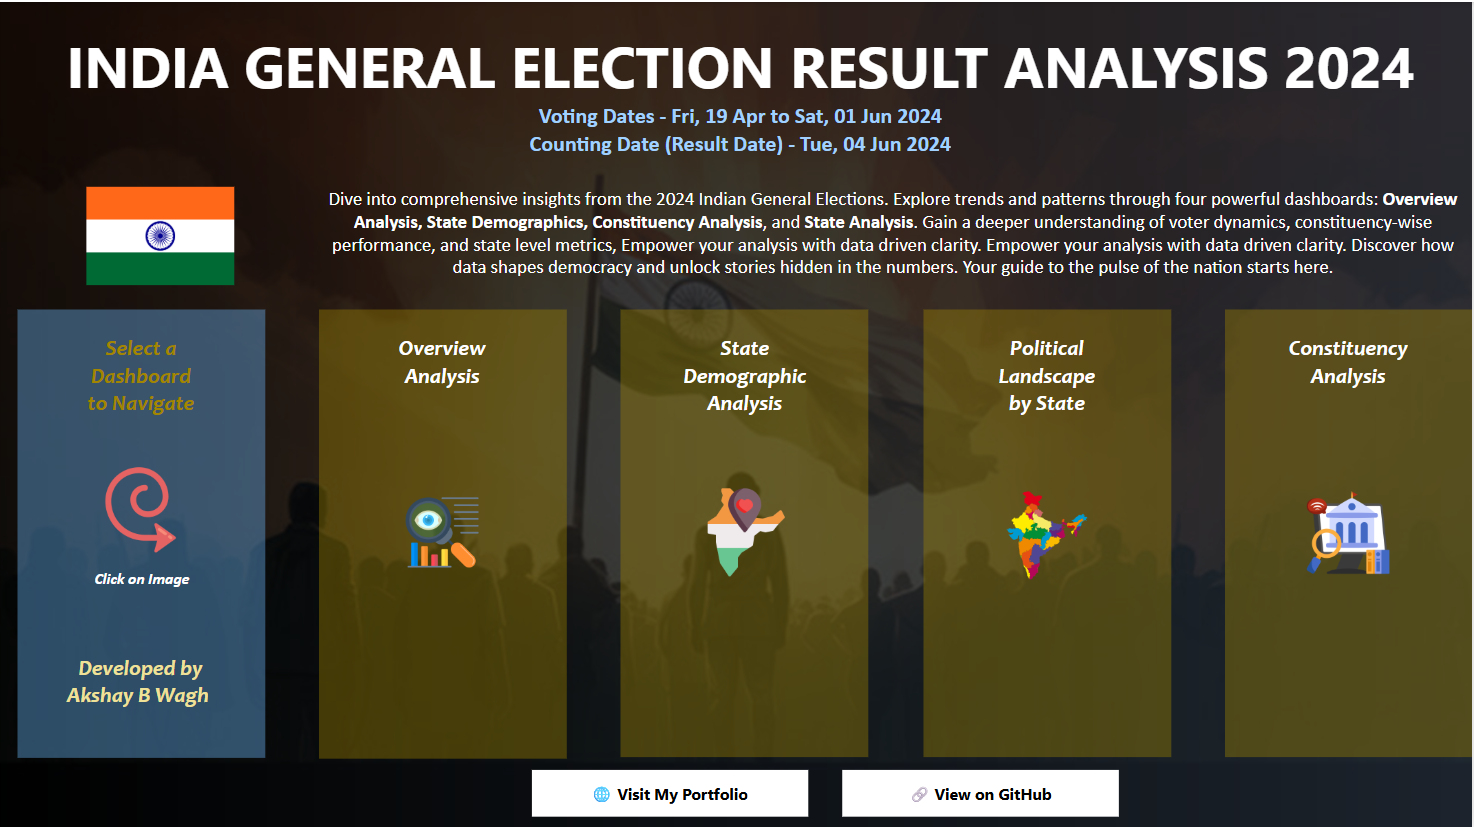 INDIA GENERAL ELECTION RESULT ANALYSIS 2024
Voting Dates - Fri, 19 Apr to Sat, 01 Jun 2024
Counting Date (Result Date) - Tue, 04 Jun 2024
Dive into comprehensive insights from the 2024 Indian General Elections. Explore trends and patterns through four powerful dashboards: Overview
Analysis, State Demographics, Constituency Analysis, and State Analysis. Gain a deeper understanding of voter dynamics, constituency-wise
performance, and state level metrics, Empower your analysis with data driven clarity. Empower your analysis with data driven clarity. Discover how
data shapes democracy and unlock stories hidden in the numbers. Your guide to the pulse of the nation starts here.
Select a
Dashboard
to Navigate
Click on Image
Developed by
Akshay B Wagh
Overview
Analysis
State
Demographic
Analysis
Political
Landscape
by State
Constituency
Analysis
Visit My Portfolio
View on GitHub